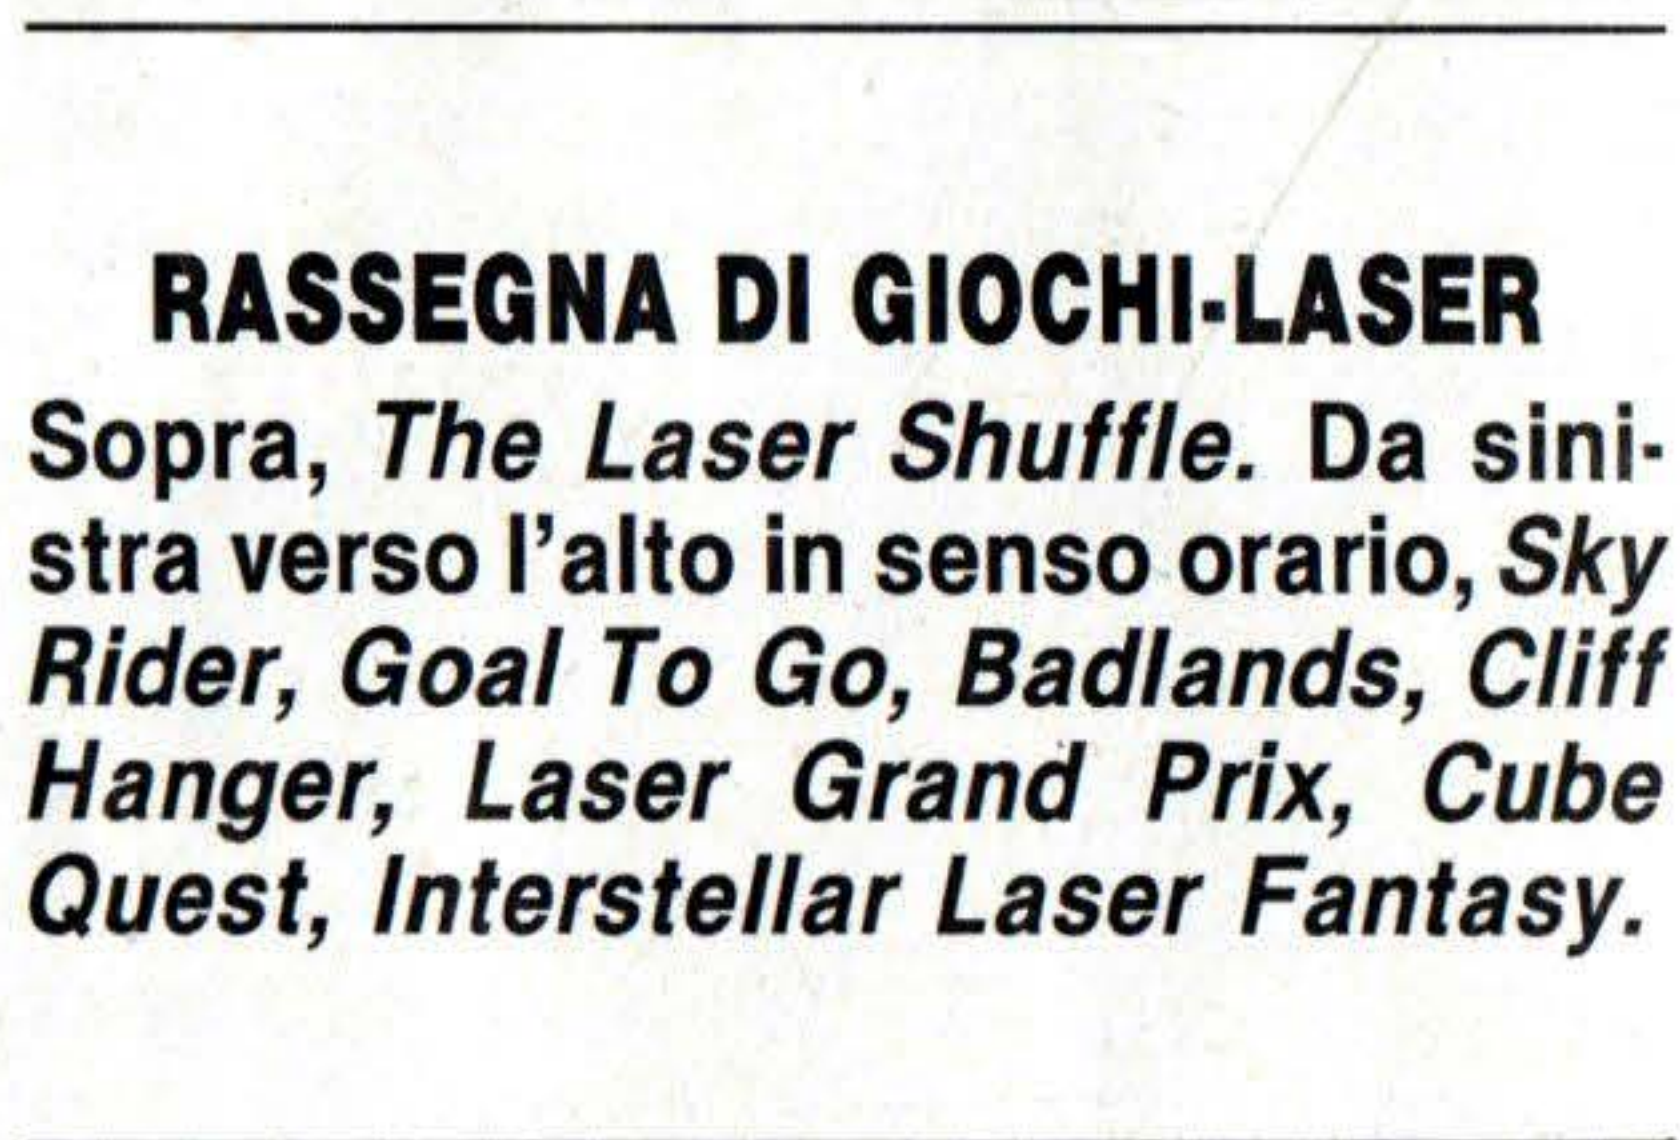 RASSEGNA DI GIOCHI-LASER
Sopra, The Laser Shuffle. Da sini-
stra verso l'alto in senso orario, Sky
Rider, Goal To Go, Badlands, Cliff
Hanger, Laser Grand Prix, Cube
Quest, Interstellar Laser Fantasy.